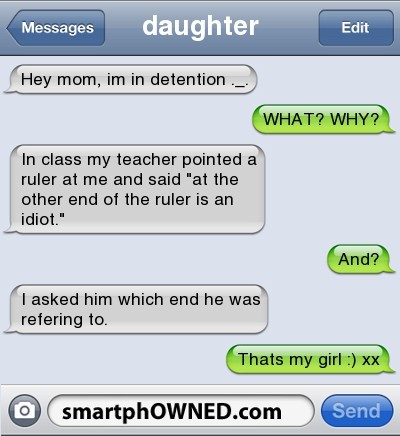 Messages
daughter
Edit
Hey mom, im in detention ._.
WHAT? WHY?
In class my teacher pointed a
ruler at me and said "at the
other end of the ruler is an
idiot."
And?
I asked him which end he was
refering to.
Thats my girl :) xx
smartphOWNED.com
Send